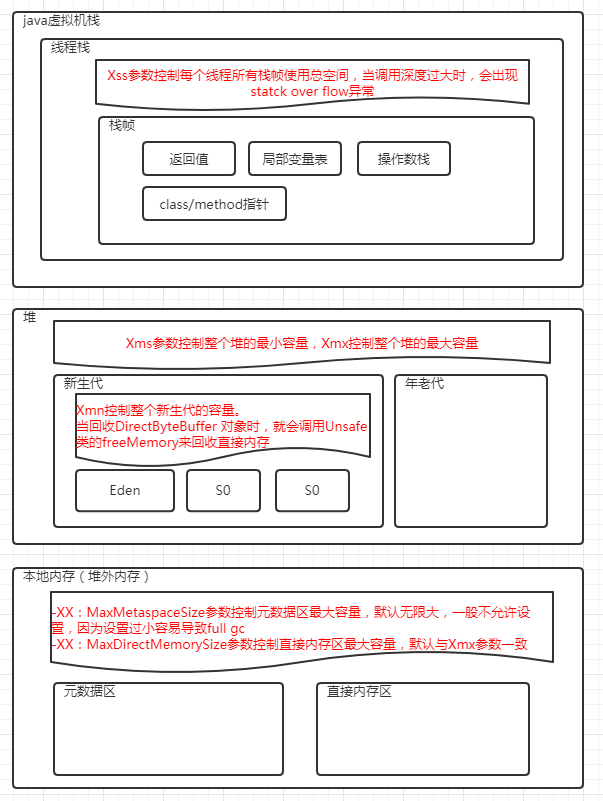 java虚拟机栈
线程栈
Xss参数控制每个线程所有栈帧使用总空间，当调用深度过大时，会出现
statck over flow异常
栈帧
返回值
局部变量表
操作数栈
class/method指针
堆
Xms参数控制整个堆的最小容量，Xmx控制整个堆的最大容量
新生代
Xmn控制整个新生代的容量。
当回收DirectByteBuffer 对象时，就会调用Unsafe
类的freeMemory来回收直接内存
Eden
S0
S0
年老代
本地内存（堆外内存）
-XX：MaxMetaspaceSize参数控制元数据区最大容量，默认无限大，一般不允许设
置，因为设置过小容易导致full gc
-XX：MaxDirectMemorySize参数控制直接内存区最大容量，默认与Xmx参数一致
元数据区
直接内存区